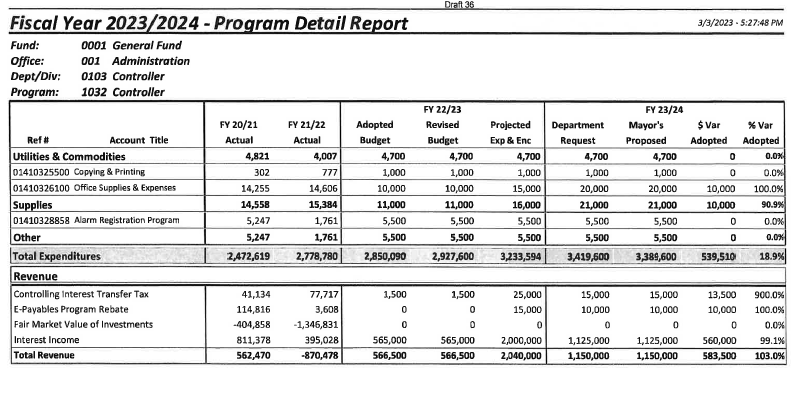 Draft 36
Fiscal Year 2023/2024 - Program Detail Report 3/3/2023 - 5:27:48 PM
Fund: 0001 General Fund
Office: 001 Administration
Dept/Div: 0103 Controller
Program: 1032 Controller
FY 22/23 FY 23/24
FY 20/21 FY 21/22 Adopted Revised Projected Department Mayor's $ Var % Var
Ref # Account Title Actual Actual Budget Budget Exp & Enc Request Proposed Adopted Adopted
Utilities & Commodities 4,821 4,007 4,700 4,700 4,700 4,700 4,700 0 0.0%
01410325500 Copying & Printing 302 777 1,000 1,000 1,000 1,000 1,000 0 0.0%
01410326100 Office Supplies & Expenses 14,255 14,606 10,000 10,000 15,000 20,000 20,000 10,000 100.0%
Supplies 14,558 15,384 11,000 11,000 16,000 21,000 21,000 10,000 90.9%
01410328858 Alarm Registration Program 5,247 1,761 5,500 5,500 5,500 5,500 5,500 0 0.0%
Other 5,247 1,761 5,500 5,500 5,500 5,500 5,500 0 0.0%
Total Expenditures 2,472,619 2,778,780 2,850,090 2,927,600 3,233,594 3,419,600 3,389,600 539,510 18.9%
Revenue
Controlling Interest Transfer Tax 41,134 77,717 1,500 1,500 25,000 15,000 15,000 13,500 900.0%
E-Payables Program Rebate 114,816 3,608 0 0 15,000 10,000 10,000 10,000 100.0%
Fair Market Value of Investments -404,858 -1,346,831 0 0 0 0 0 0 0.0%
Interest Income 811,378 395,028 565,000 565,000 2,000,000 1,125,000 1,125,000 560,000 99.1%
Total Revenue 562,470 -870,478 566,500 566,500 2,040,000 1,150,000 1,150,000 583,500 103.0%